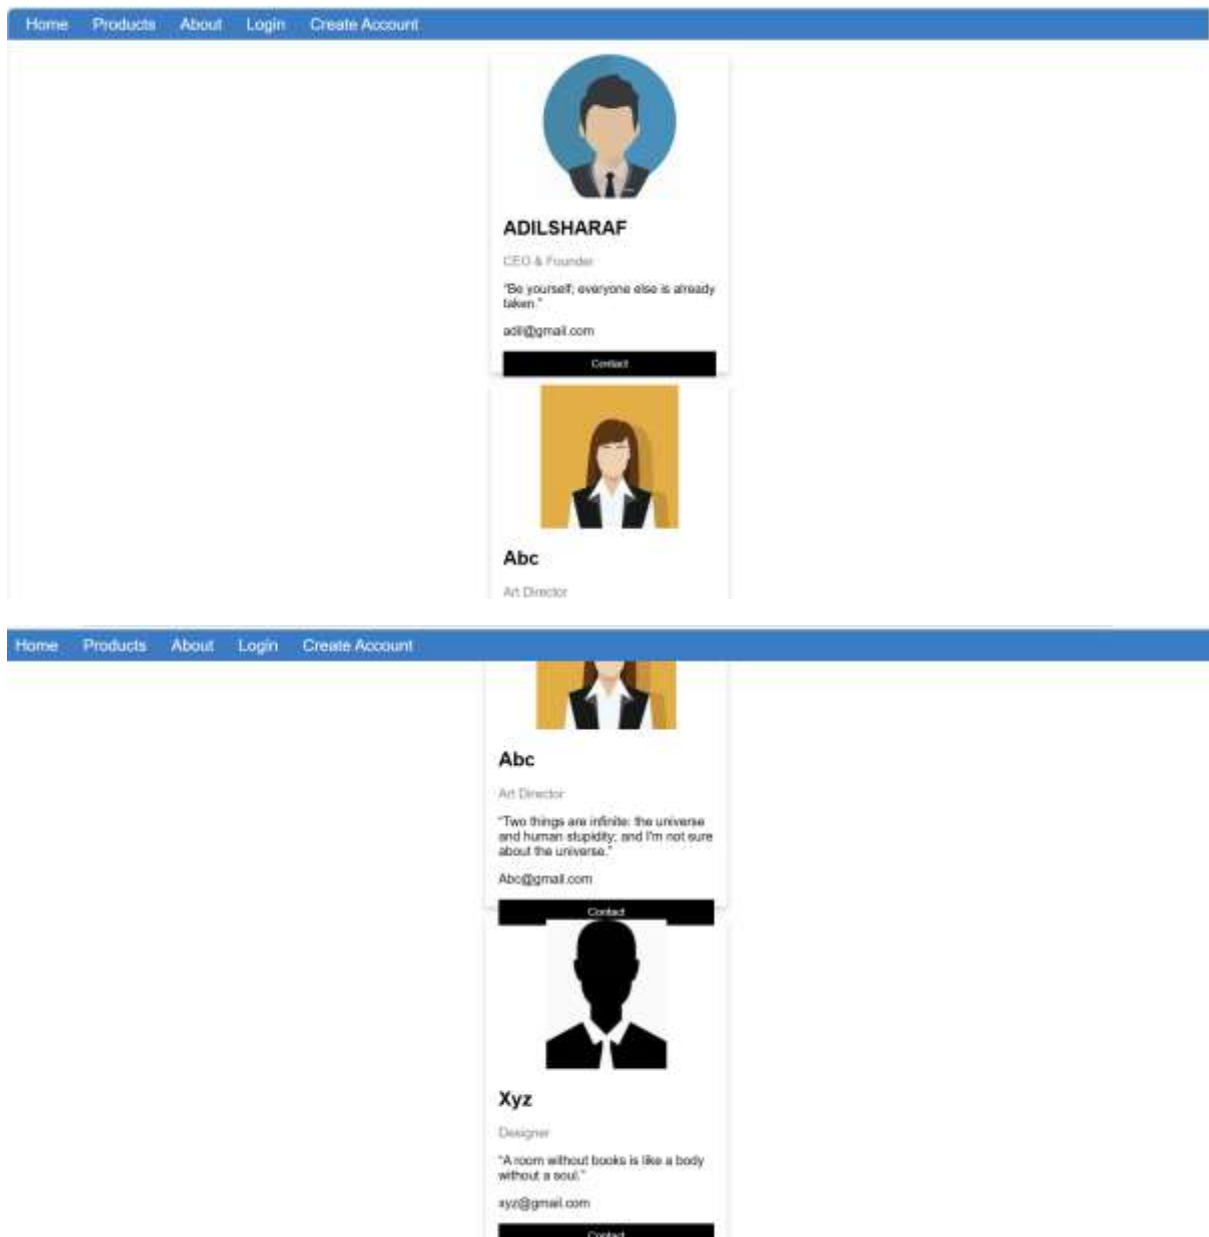 Home Products About Login Create Account
ADILSHARAF
CEO & Founder
"Be yourself; everyone else is already
taken."
adil@gmail.com
Contact
Abc
Art Director
Home Products About Login Create Account
Abc
Art Director
"Two things are infinite: the universe
and human stupidity; and I'm not sure
about the universe."
Abc@gmail.com
Contact
Xyz
Designer
"A room without books is like a body
without a soul."
xyz@gmail.com
Contact